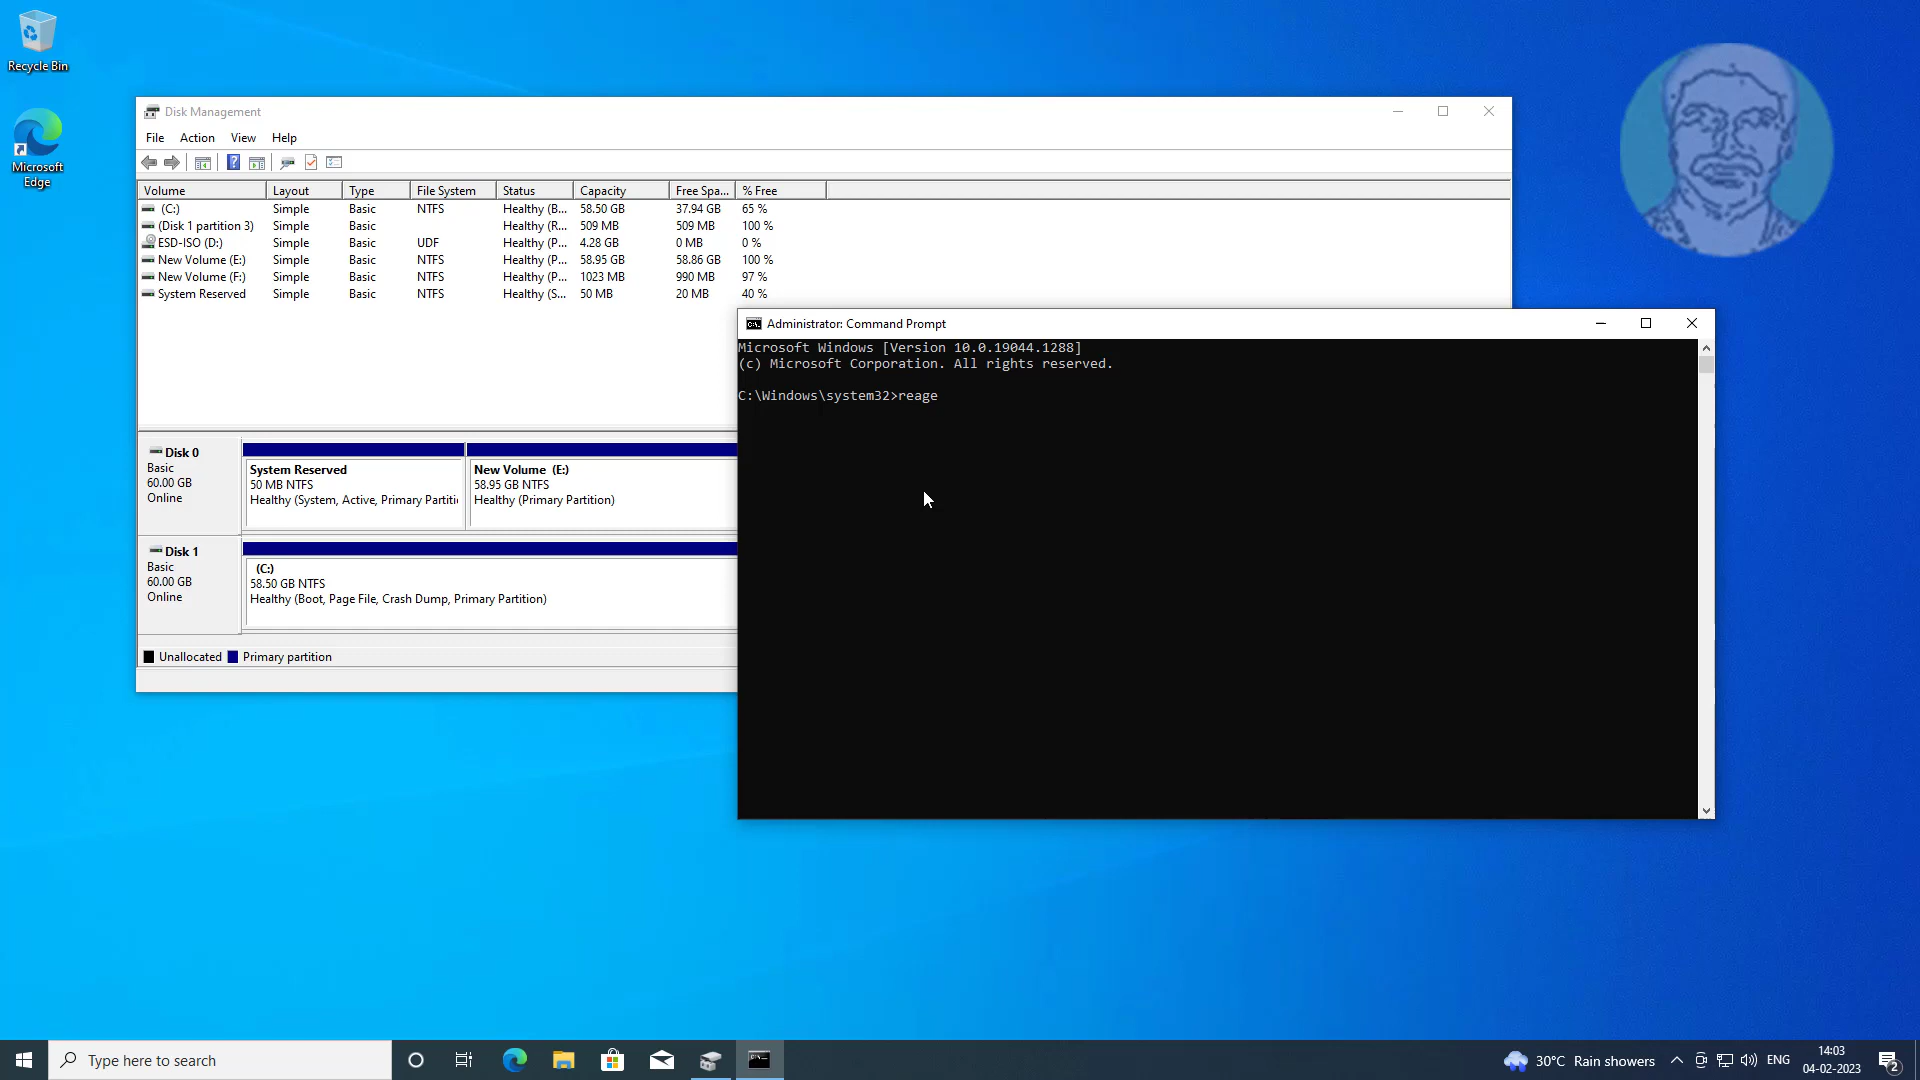 Recycle Bin
Microsoft
Edge
Disk Management
File Action View Help
Volume Layout Type File System Status Capacity Free Spa... % Free
(C:) Simple Basic NTFS Healthy (B... 58.50 GB 37.94 GB 65 %
(Disk 1 partition 3) Simple Basic Healthy (R... 509 MB 509 MB 100 %
ESD-ISO (D:) Simple Basic UDF Healthy (P... 4.28 GB 0 MB 0 %
New Volume (E:) Simple Basic NTFS Healthy (P... 58.95 GB 58.86 GB 100 %
New Volume (F:) Simple Basic NTFS Healthy (P... 1023 MB 990 MB 97 %
System Reserved Simple Basic NTFS Healthy (S... 50 MB 20 MB 40 %
Disk 0
Basic
60.00 GB
Online
System Reserved
50 MB NTFS
Healthy (System, Active, Primary Partiti
New Volume (E:)
58.95 GB NTFS
Healthy (Primary Partition)
Disk 1
Basic
60.00 GB
Online
(C:)
58.50 GB NTFS
Healthy (Boot, Page File, Crash Dump, Primary Partition)
Unallocated Primary partition
Administrator: Command Prompt
Microsoft Windows [Version 10.0.19044.1288]
(c) Microsoft Corporation. All rights reserved.
C:\Windows\system32>reage
Type here to search
30°C Rain showers
ENG
14:03
04-02-2023
2